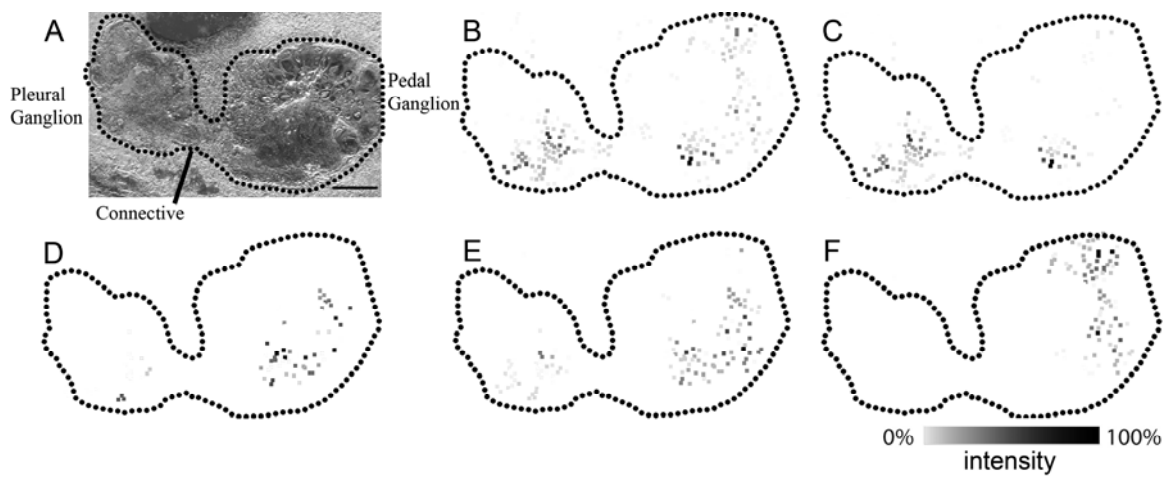 A
B
C
Pleural
Ganglion
Pedal
Ganglion
Connective
D
E
F
0%
100%
intensity